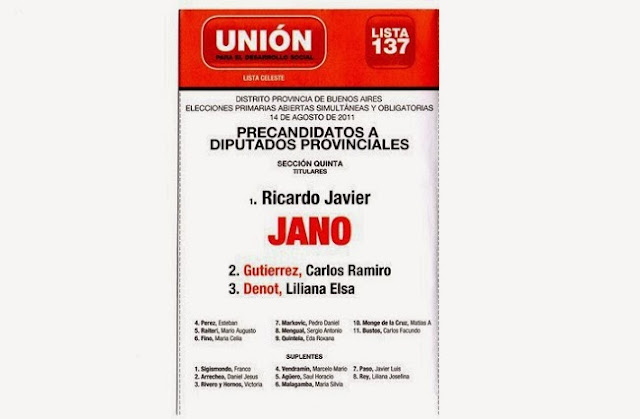 UNIÓN
PARA EL DESARROLLO SOCIAL
LISTA CELESTE
LISTA
137
DISTRITO PROVINCIA DE BUENOS AIRES
ELECCIONES PRIMARIAS ABIERTAS SIMULTÁNEAS Y OBLIGATORIAS
14 DE AGOSTO DE 2011
PRECANDIDATOS A
DIPUTADOS PROVINCIALES
SECCIÓN QUINTA
TITULARES
1. Ricardo Javier
JANO
2. Gutierrez, Carlos Ramiro
3. Denot, Liliana Elsa
4. Perez, Esteban
5. Ralteri, Mario Augusto
6. Fina, Maria Celia
7. Markovic, Pedro Daniel
8. Mengual, Sergio Antonio
9. Quintela, Eda Roxana
10. Monge de la Cruz, Matias A
11. Bustos, Carlos Facundo
SUPLENTES
1. Sigismondo, Franco
2. Arrechea, Daniel Jesus
3. Rivero y Hornos, Victoria
4. Vendramin, Marcelo Mario
5. Agüero, Saul Horacio
6. Malagamba, Maria Silvia
7. Paso, Javier Luis
8. Rey, Liliana Josefina